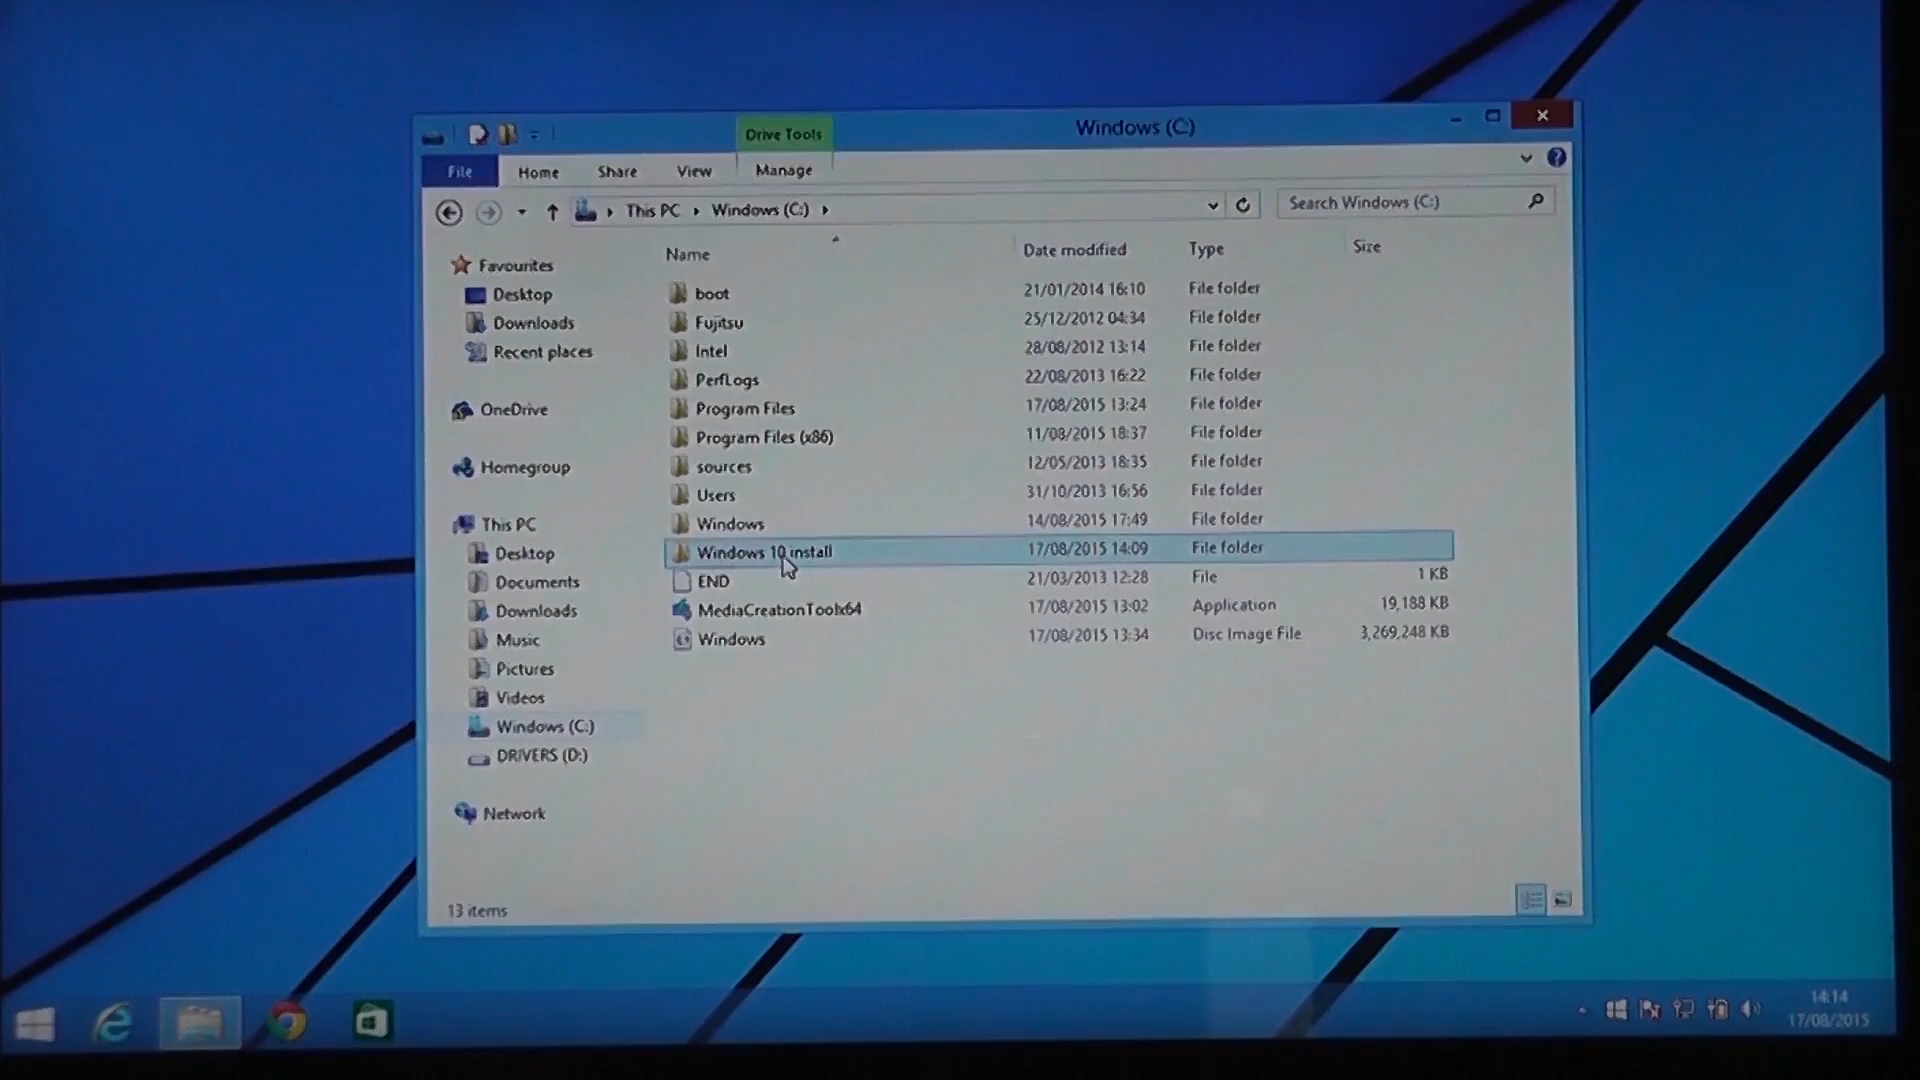 Drive Tools
Windows (C:)
File Home Share View Manage
This PC Windows (C:)
Search Windows (C:)
Name Date modified Type Size
Favourites
Desktop
Downloads
Recent places
OneDrive
Homegroup
This PC
Desktop
Documents
Downloads
Music
Pictures
Videos
Windows (C:)
DRIVERS (D:)
Network
boot 21/01/2014 16:10 File folder
Fujitsu 25/12/2012 04:34 File folder
Intel 28/08/2012 13:14 File folder
PerfLogs 22/08/2013 16:22 File folder
Program Files 17/08/2015 13:24 File folder
Program Files (x86) 11/08/2015 18:37 File folder
sources 12/05/2013 18:35 File folder
Users 31/10/2013 16:56 File folder
Windows 14/08/2015 17:49 File folder
Windows 10 install 17/08/2015 14:09 File folder
END 21/03/2013 12:28 File 1 KB
MediaCreationToolx64 17/08/2015 13:02 Application 19,188 KB
Windows 17/08/2015 13:34 Disc Image File 3,269,248 KB
13 items
14:14
17/08/2015